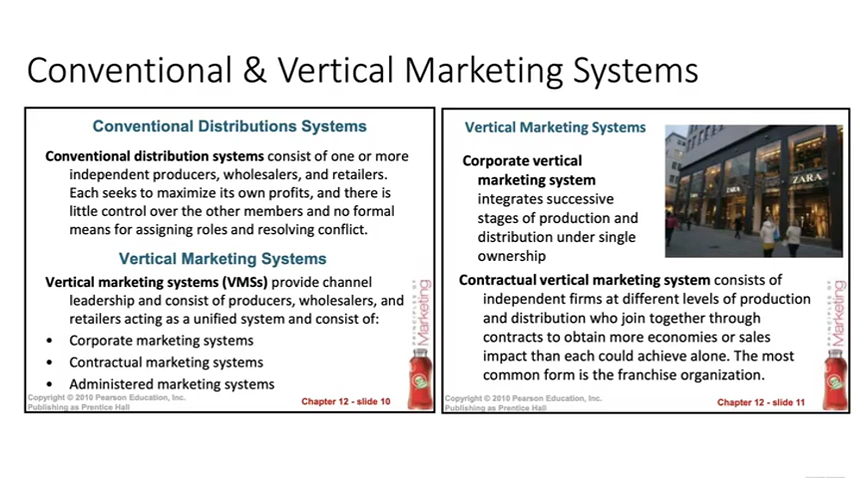 Conventional & Vertical Marketing Systems
Conventional Distributions Systems
Conventional distribution systems consist of one or more
independent producers, wholesalers, and retailers.
Each seeks to maximize its own profits, and there is
little control over the other members and no formal
means for assigning roles and resolving conflict.
Vertical Marketing Systems
Vertical marketing systems (VMSs) provide channel
leadership and consist of producers, wholesalers, and
retailers acting as a unified system and consist of:
• Corporate marketing systems
• Contractual marketing systems
• Administered marketing systems
PRINCIPLES OF
Marketing
Copyright © 2010 Pearson Education, Inc.
Publishing as Prentice Hall
Chapter 12 - slide 10
Vertical Marketing Systems
Corporate vertical
marketing system
integrates successive
stages of production and
distribution under single
ownership
ZARA
ZARA
Contractual vertical marketing system consists of
independent firms at different levels of production
and distribution who join together through
contracts to obtain more economies or sales
impact than each could achieve alone. The most
common form is the franchise organization.
PRINCIPLES OF
Marketing
Copyright © 2010 Pearson Education, Inc.
Publishing as Prentice Hall
Chapter 12 - slide 11